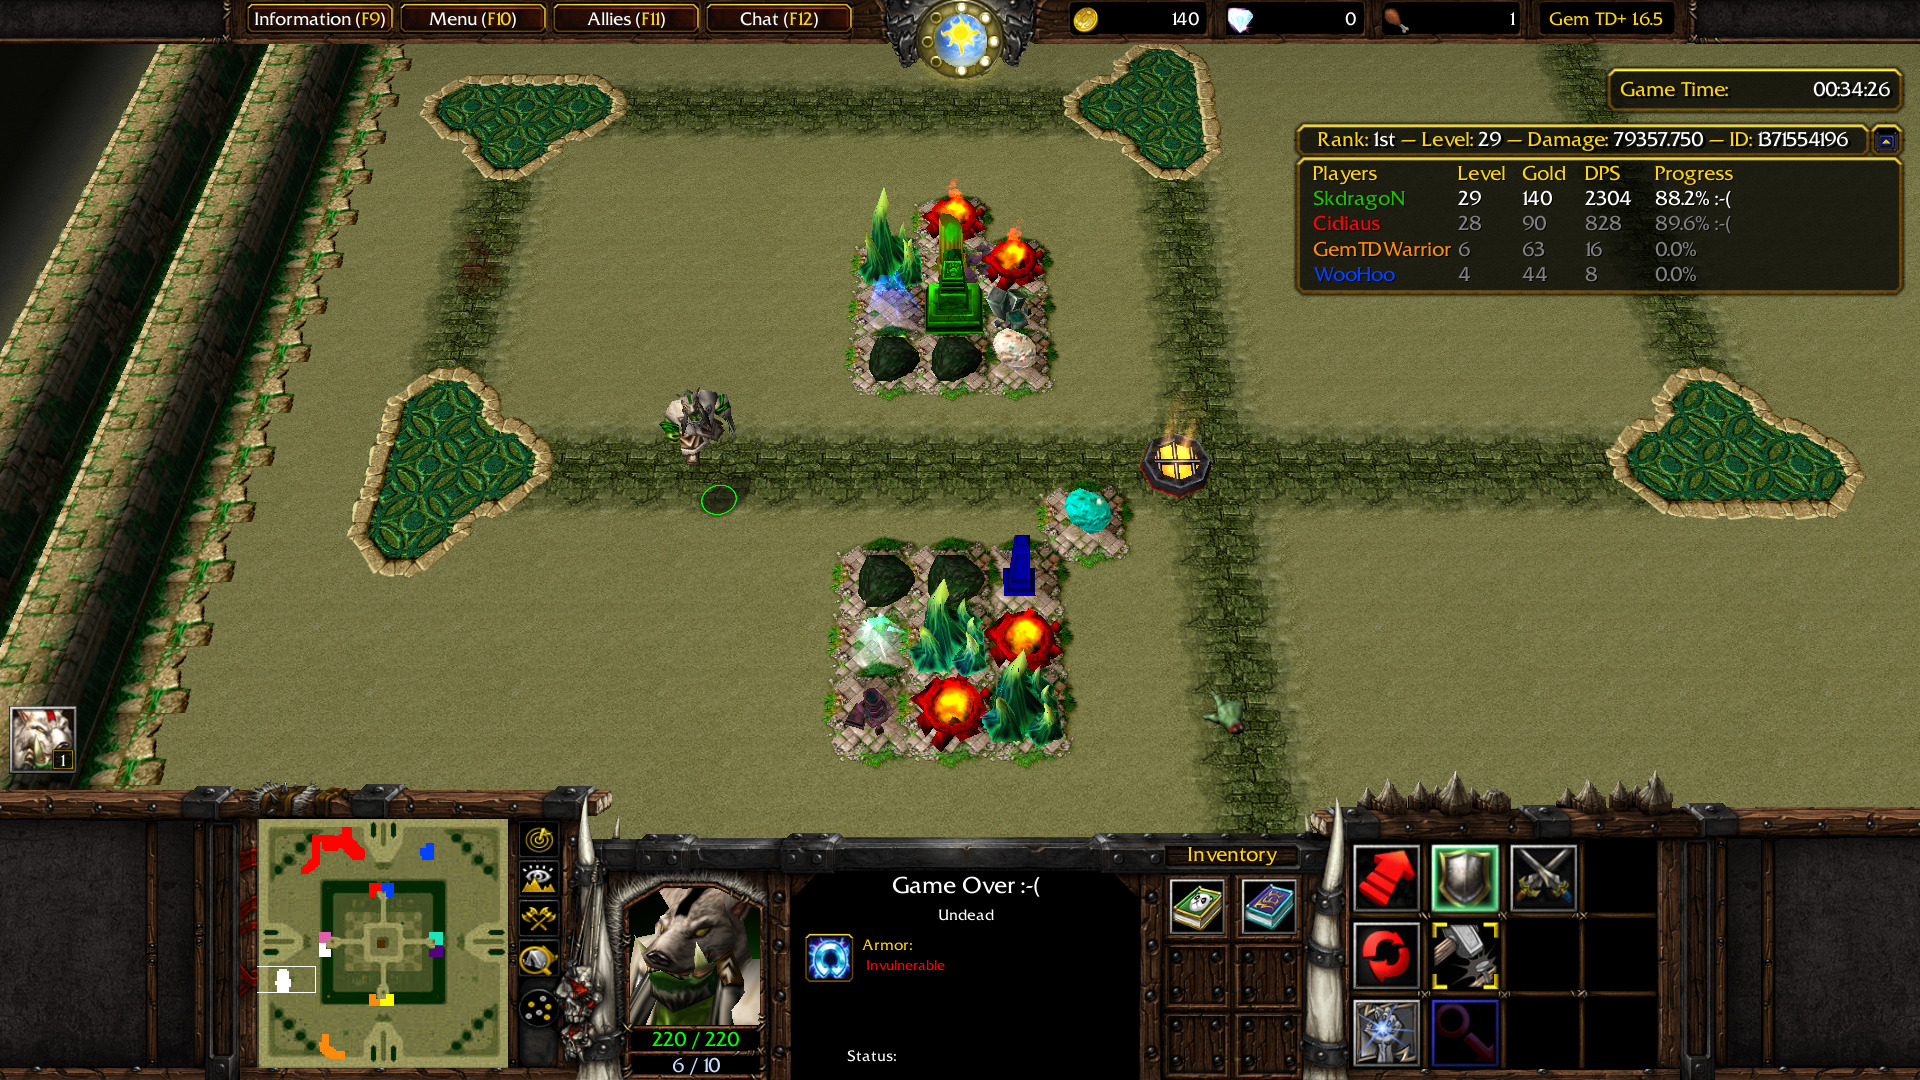 Information (F9) Menu (F10) Allies (F11) Chat (F12) 140 0 1 Gem TD+ 16.5
Game Time: 00:34:26
Rank: 1st — Level: 29 — Damage: 79357.750 — ID: 1371554196
Players Level Gold DPS Progress
SkdragoN 29 140 2304 88.2% :-(
Cidiaus 28 90 828 89.6% :-(
GemTDWarrior 6 63 16 0.0%
WooHoo 4 44 8 0.0%
1
Inventory
Game Over :-(
Undead
Armor:
Invulnerable
220 / 220
Status:
6 / 10